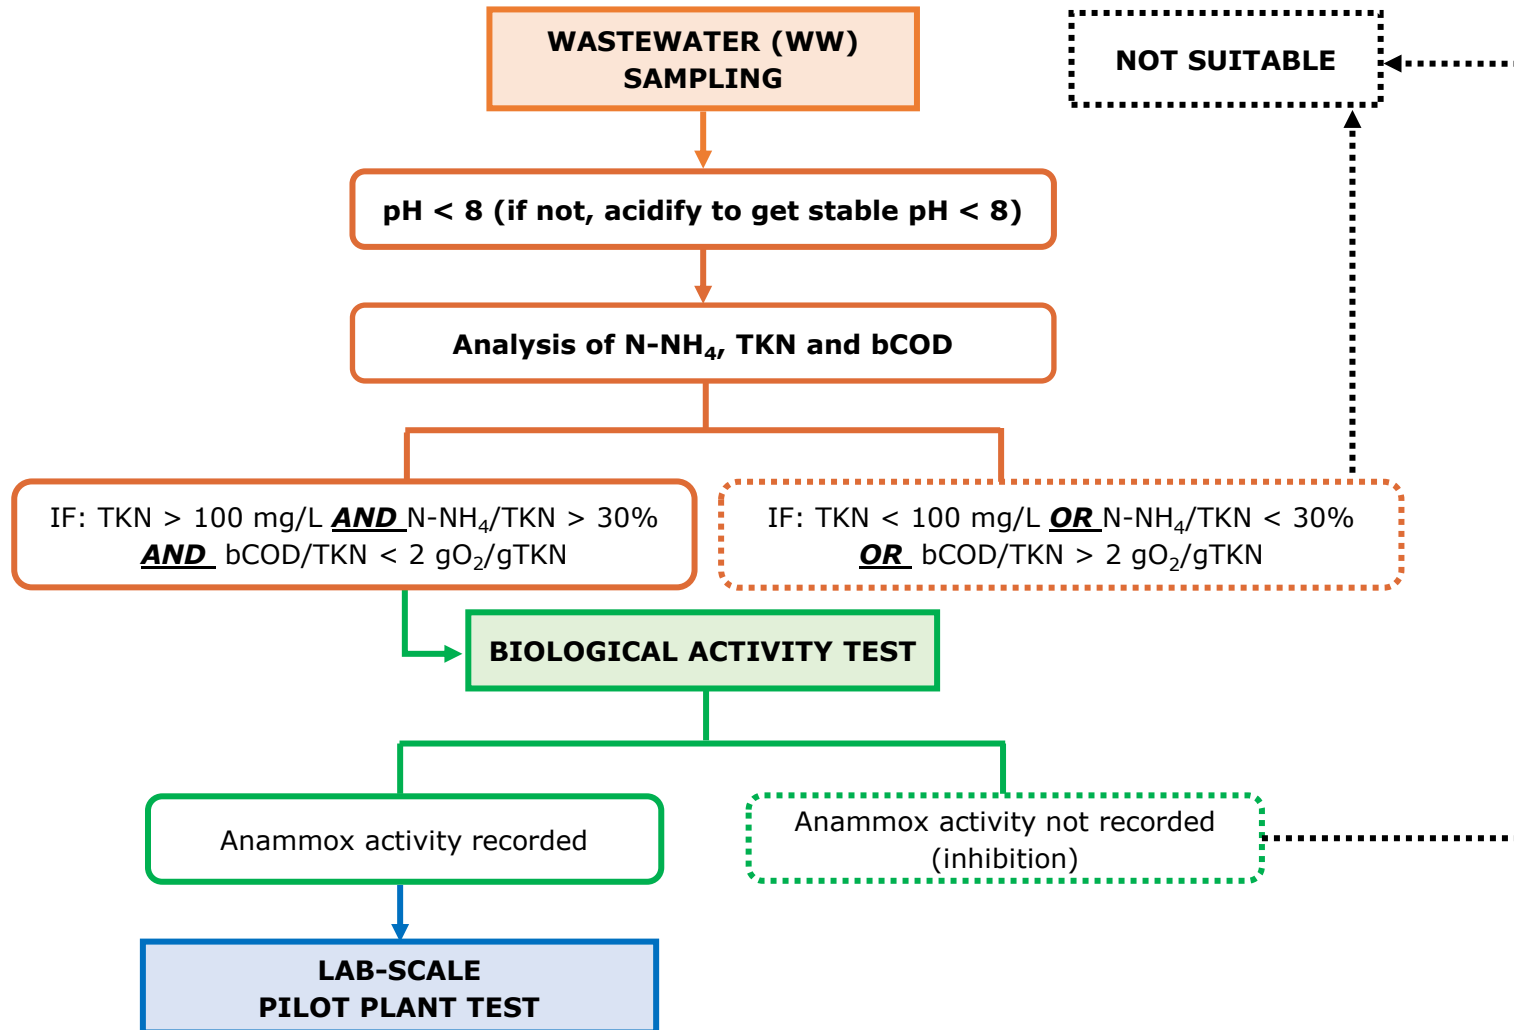 WASTEWATER (WW)
SAMPLING
NOT SUITABLE
pH < 8 (if not, acidify to get stable pH < 8)
Analysis of N-NH₄, TKN and bCOD
IF: TKN > 100 mg/L AND N-NH₄/TKN > 30%
AND bCOD/TKN < 2 gO₂/gTKN
IF: TKN < 100 mg/L OR N-NH₄/TKN < 30%
OR bCOD/TKN > 2 gO₂/gTKN
BIOLOGICAL ACTIVITY TEST
Anammox activity recorded
Anammox activity not recorded
(inhibition)
LAB-SCALE
PILOT PLANT TEST